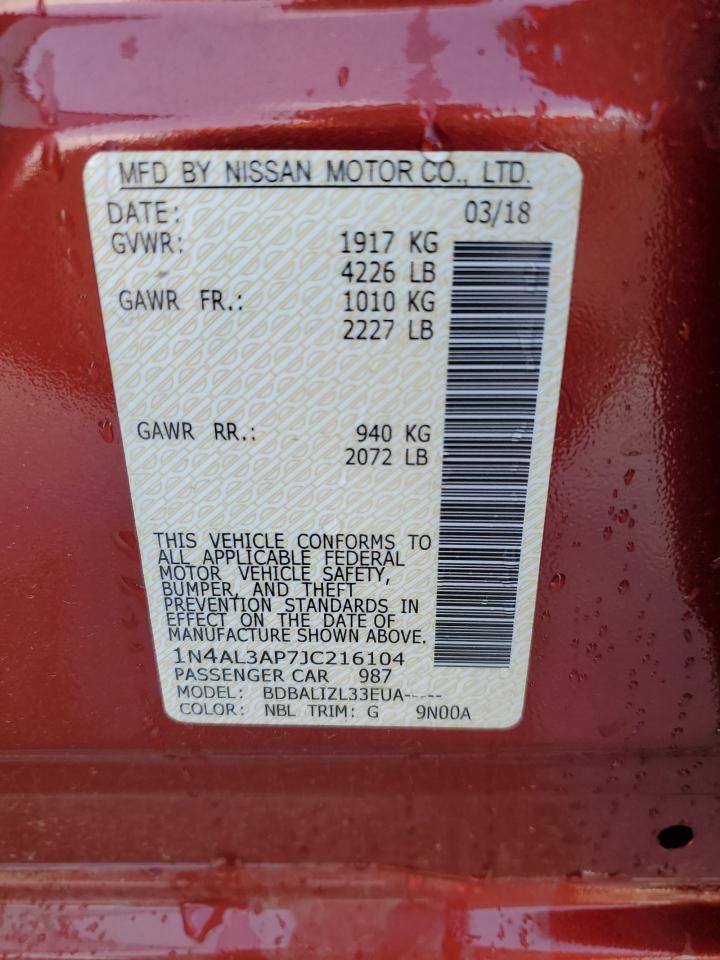 MFD BY NISSAN MOTOR CO., LTD.
DATE: 03/18
GVWR: 1917 KG
4226 LB
GAWR FR.: 1010 KG
2227 LB
GAWR RR.: 940 KG
2072 LB
THIS VEHICLE CONFORMS TO
ALL APPLICABLE FEDERAL
MOTOR VEHICLE SAFETY,
BUMPER, AND THEFT
PREVENTION STANDARDS IN
EFFECT ON THE DATE OF
MANUFACTURE SHOWN ABOVE.
1N4AL3AP7JC216104
PASSENGER CAR 987
MODEL: BDBALIZL33EUA-----
COLOR: NBL TRIM: G 9N00A